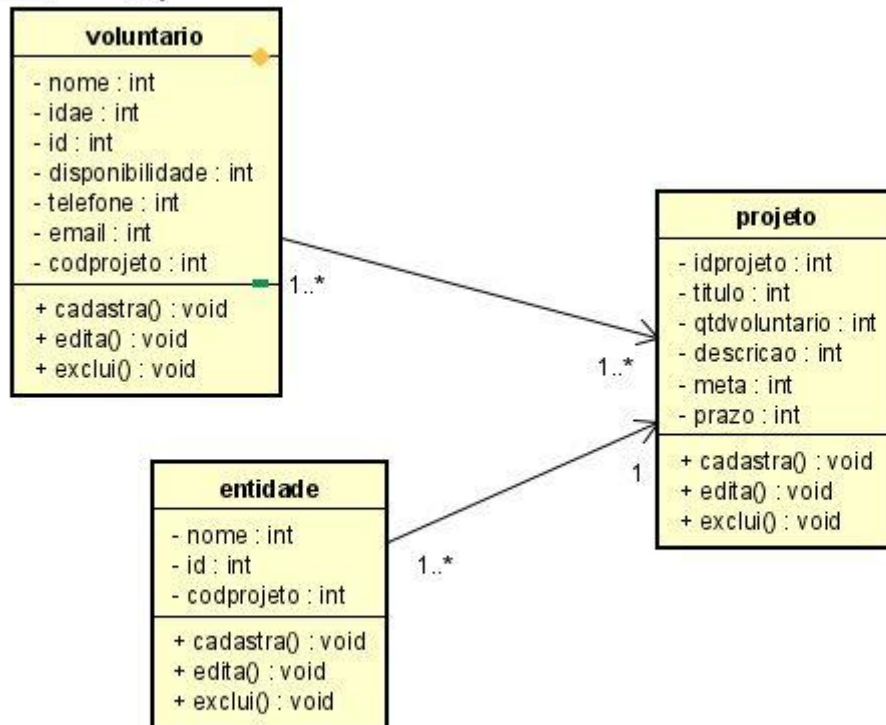 voluntario
- nome : int
- idae : int
- id : int
- disponibilidade : int
- telefone : int
- email : int
- codprojeto : int
+ cadastra() : void
+ edita() : void
+ exclui() : void
1..*
1..*
projeto
- idprojeto : int
- titulo : int
- qtdvoluntario : int
- descricao : int
- meta : int
- prazo : int
+ cadastra() : void
+ edita() : void
+ exclui() : void
1
1..*
entidade
- nome : int
- id : int
- codprojeto : int
+ cadastra() : void
+ edita() : void
+ exclui() : void